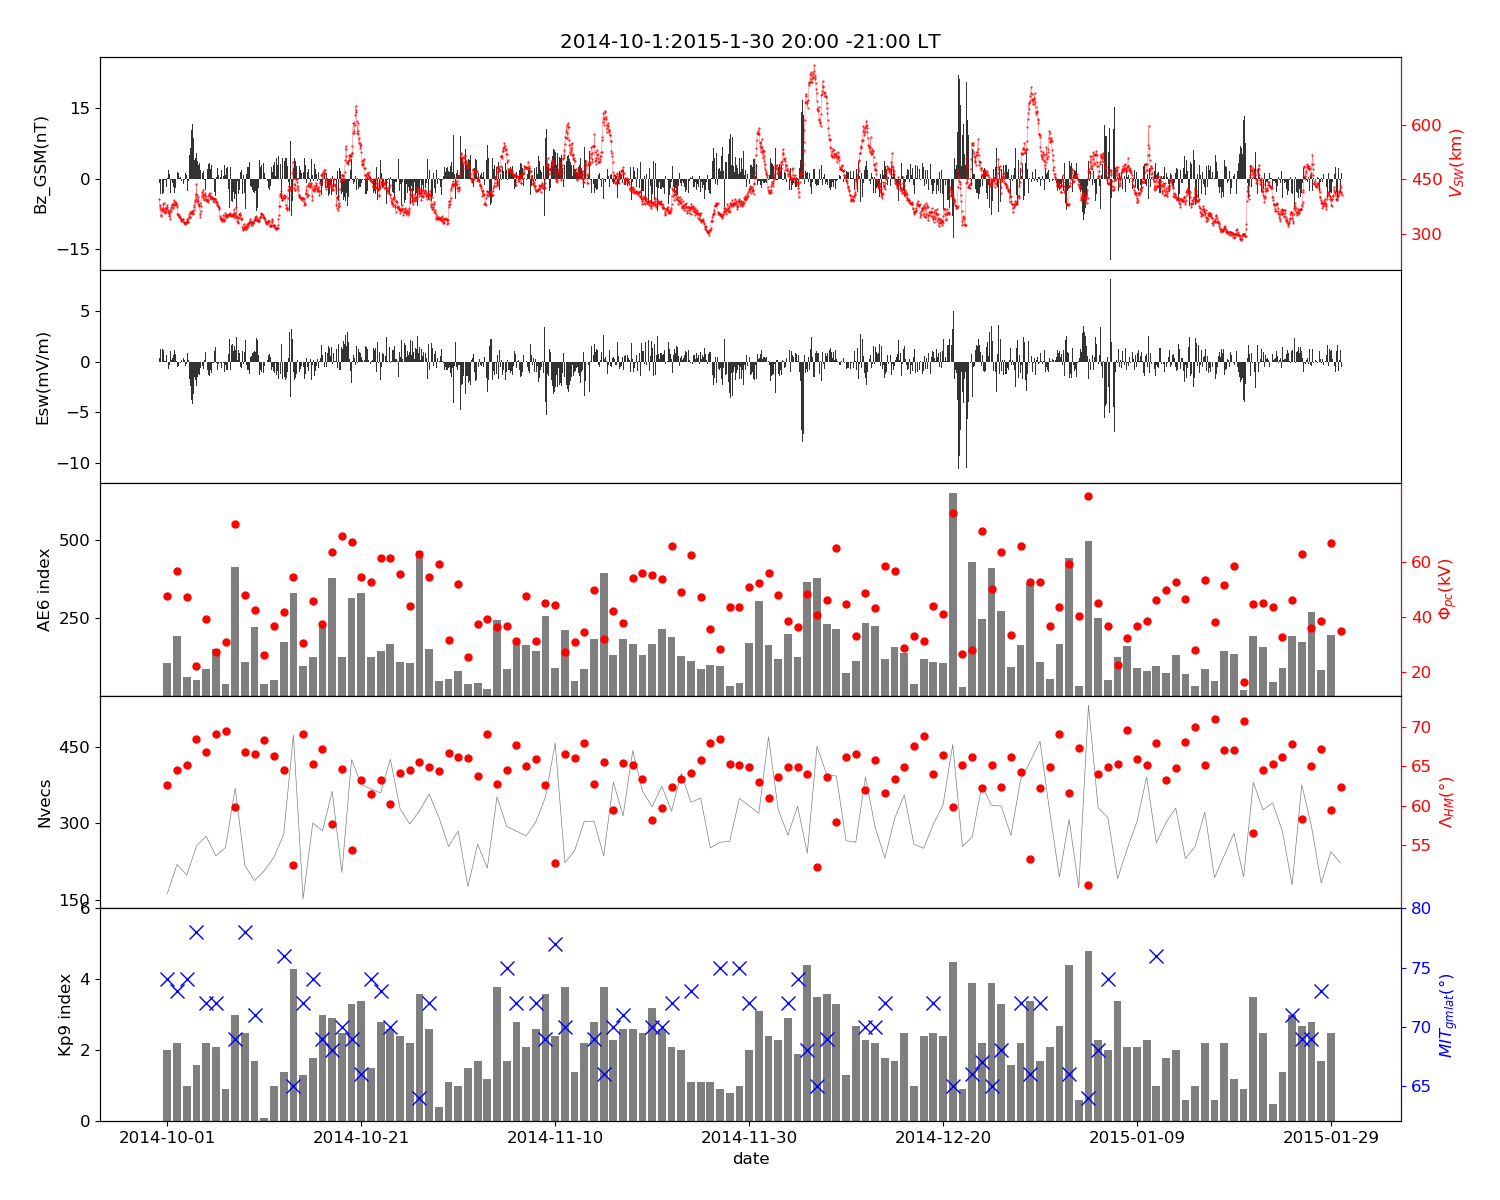 2014-10-1:2015-1-30 20:00 -21:00 LT
Bz_GSM(nT)
15
0
−15
600
450
300
V_SW(km)
Esw(mV/m)
5
0
−5
−10
AE6 index
500
250
60
40
20
Φ_pc(kV)
Nvecs
450
300
150
70
65
60
55
Λ_HM(°)
Kp9 index
6
4
2
0
80
75
70
65
MIT_gmlat(°)
2014-10-01 2014-10-21 2014-11-10 2014-11-30 2014-12-20 2015-01-09 2015-01-29
date